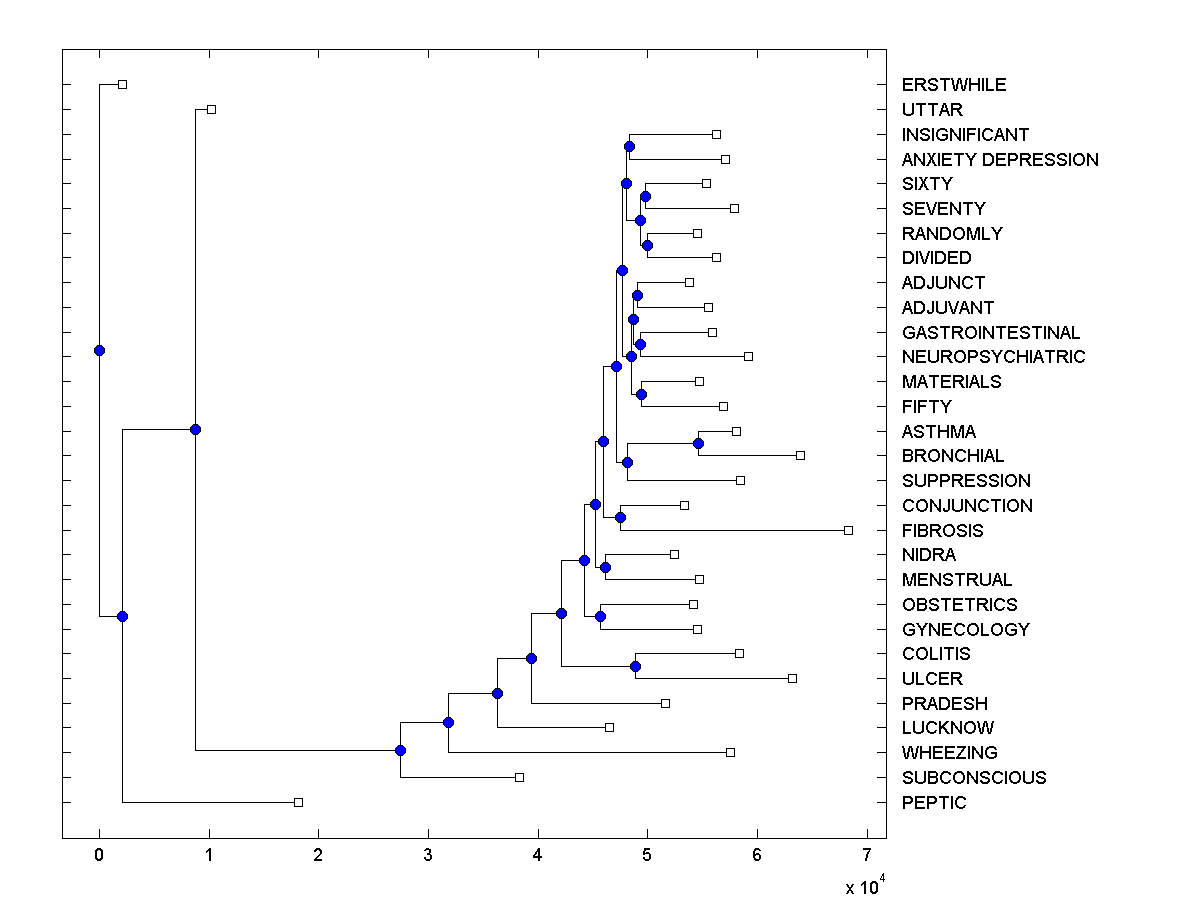 ERSTWHILE
UTTAR
INSIGNIFICANT
ANXIETY DEPRESSION
SIXTY
SEVENTY
RANDOMLY
DIVIDED
ADJUNCT
ADJUVANT
GASTROINTESTINAL
NEUROPSYCHIATRIC
MATERIALS
FIFTY
ASTHMA
BRONCHIAL
SUPPRESSION
CONJUNCTION
FIBROSIS
NIDRA
MENSTRUAL
OBSTETRICS
GYNECOLOGY
COLITIS
ULCER
PRADESH
LUCKNOW
WHEEZING
SUBCONSCIOUS
PEPTIC
0 1 2 3 4 5 6 7
x 10^4